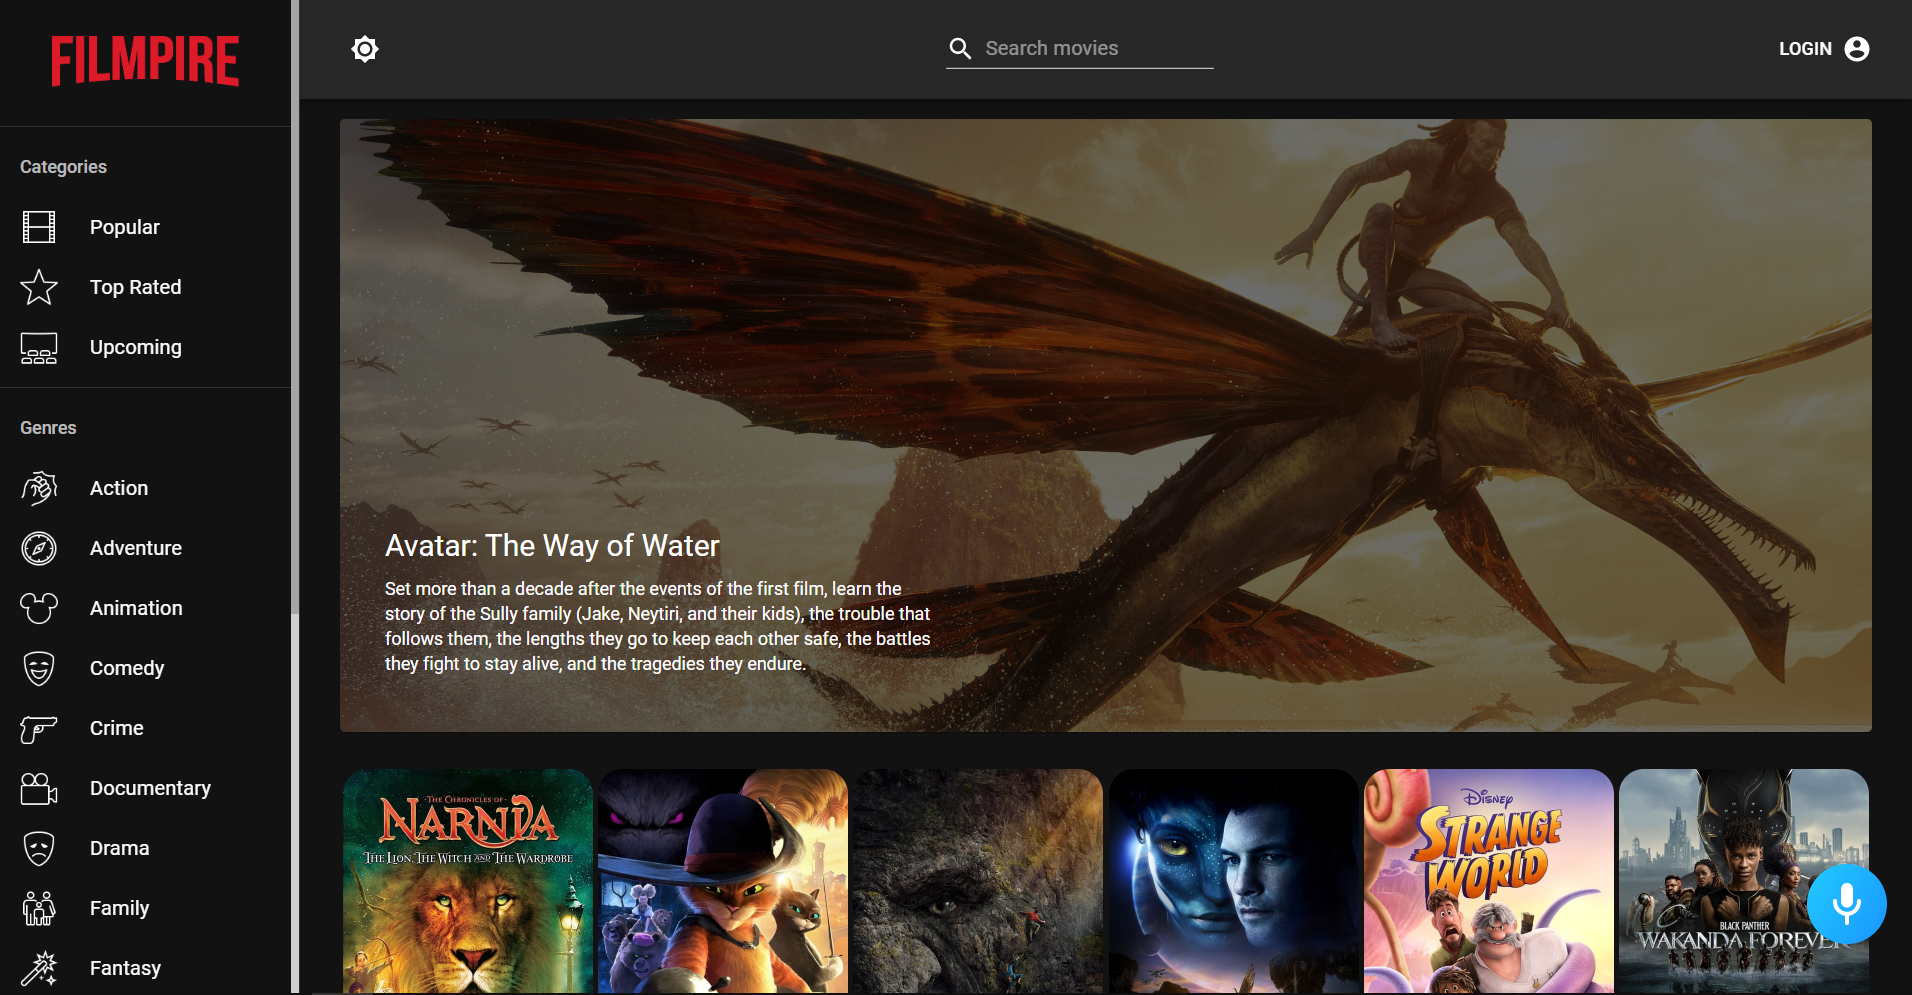 FILMPIRE
Search movies
LOGIN
Categories
Popular
Top Rated
Upcoming
Genres
Action
Adventure
Animation
Comedy
Crime
Documentary
Drama
Family
Fantasy
Avatar: The Way of Water
Set more than a decade after the events of the first film, learn the
story of the Sully family (Jake, Neytiri, and their kids), the trouble that
follows them, the lengths they go to keep each other safe, the battles
they fight to stay alive, and the tragedies they endure.
THE CHRONICLES OF
NARNIA
THE LION, THE WITCH AND THE WARDROBE
DISNEY
STRANGE
WORLD
BLACK PANTHER
WAKANDA FOREVE